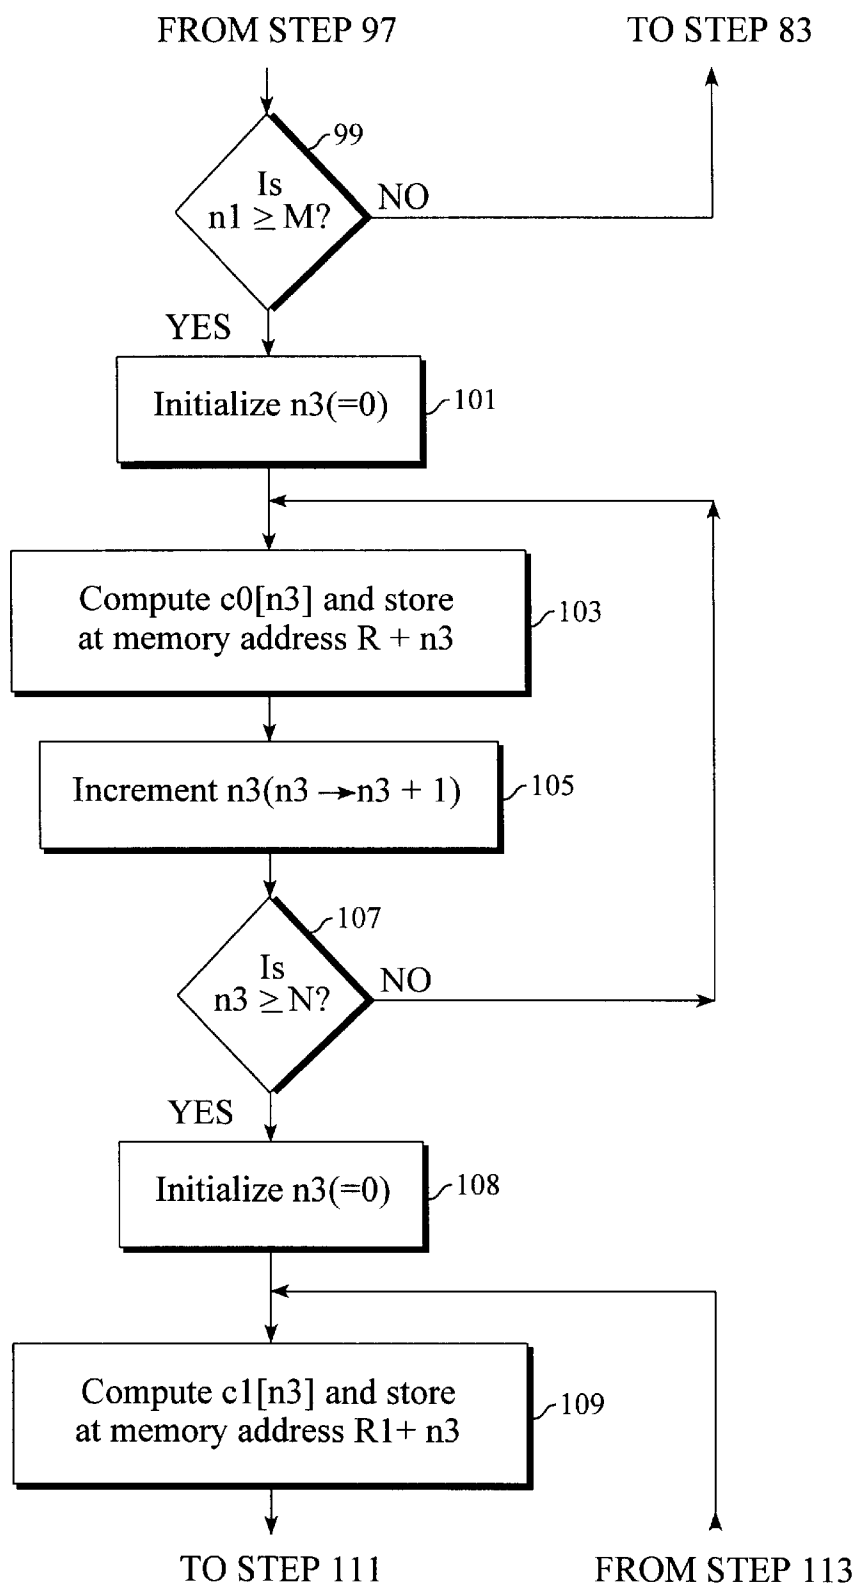 FROM STEP 97
TO STEP 83
99
Is
n1 ≥ M?
NO
YES
Initialize n3(=0)
101
Compute c0[n3] and store
at memory address R + n3
103
Increment n3(n3 →n3 + 1)
105
107
Is
n3 ≥ N?
NO
YES
Initialize n3(=0)
108
Compute c1[n3] and store
at memory address R1+ n3
109
TO STEP 111
FROM STEP 113